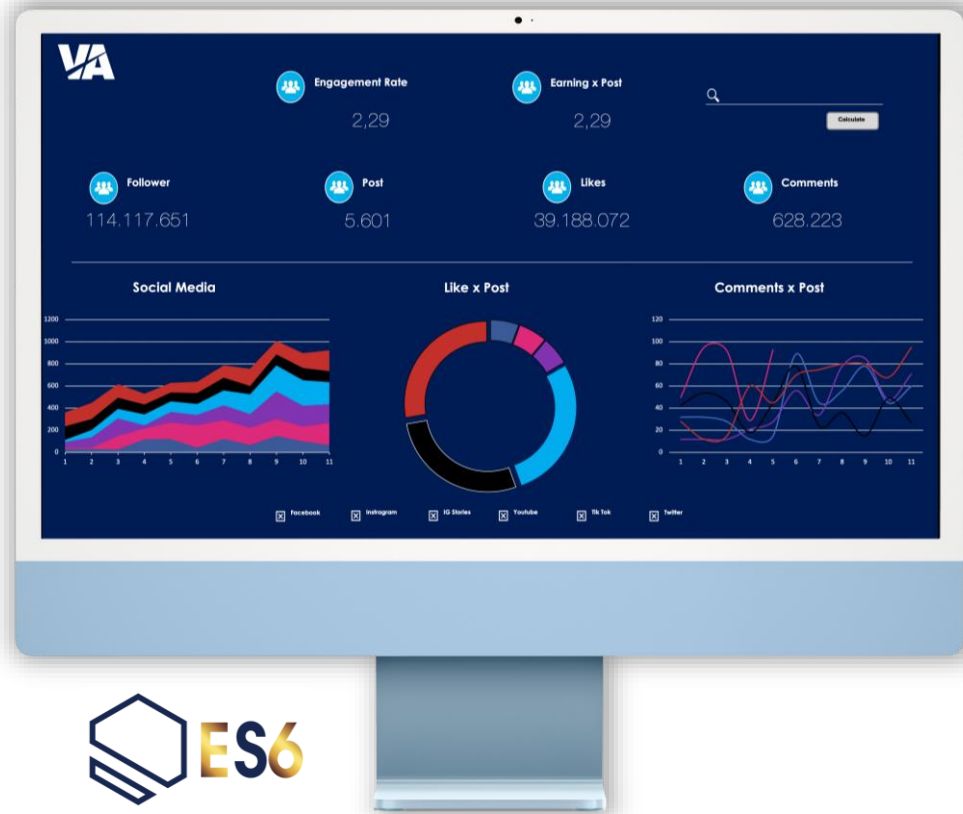 VA
Engagement Rate
2,29
Earning x Post
2,29
Calculate
Follower
114.117.651
Post
5.601
Likes
39.188.072
Comments
628.223
Social Media
1200
1000
800
600
400
200
0
1 2 3 4 5 6 7 8 9 10 11
Like x Post
Comments x Post
120
100
80
60
40
20
0
1 2 3 4 5 6 7 8 9 10 11
Facebook Instragram IG Stories Youtube Tik Tok Twitter
ES6